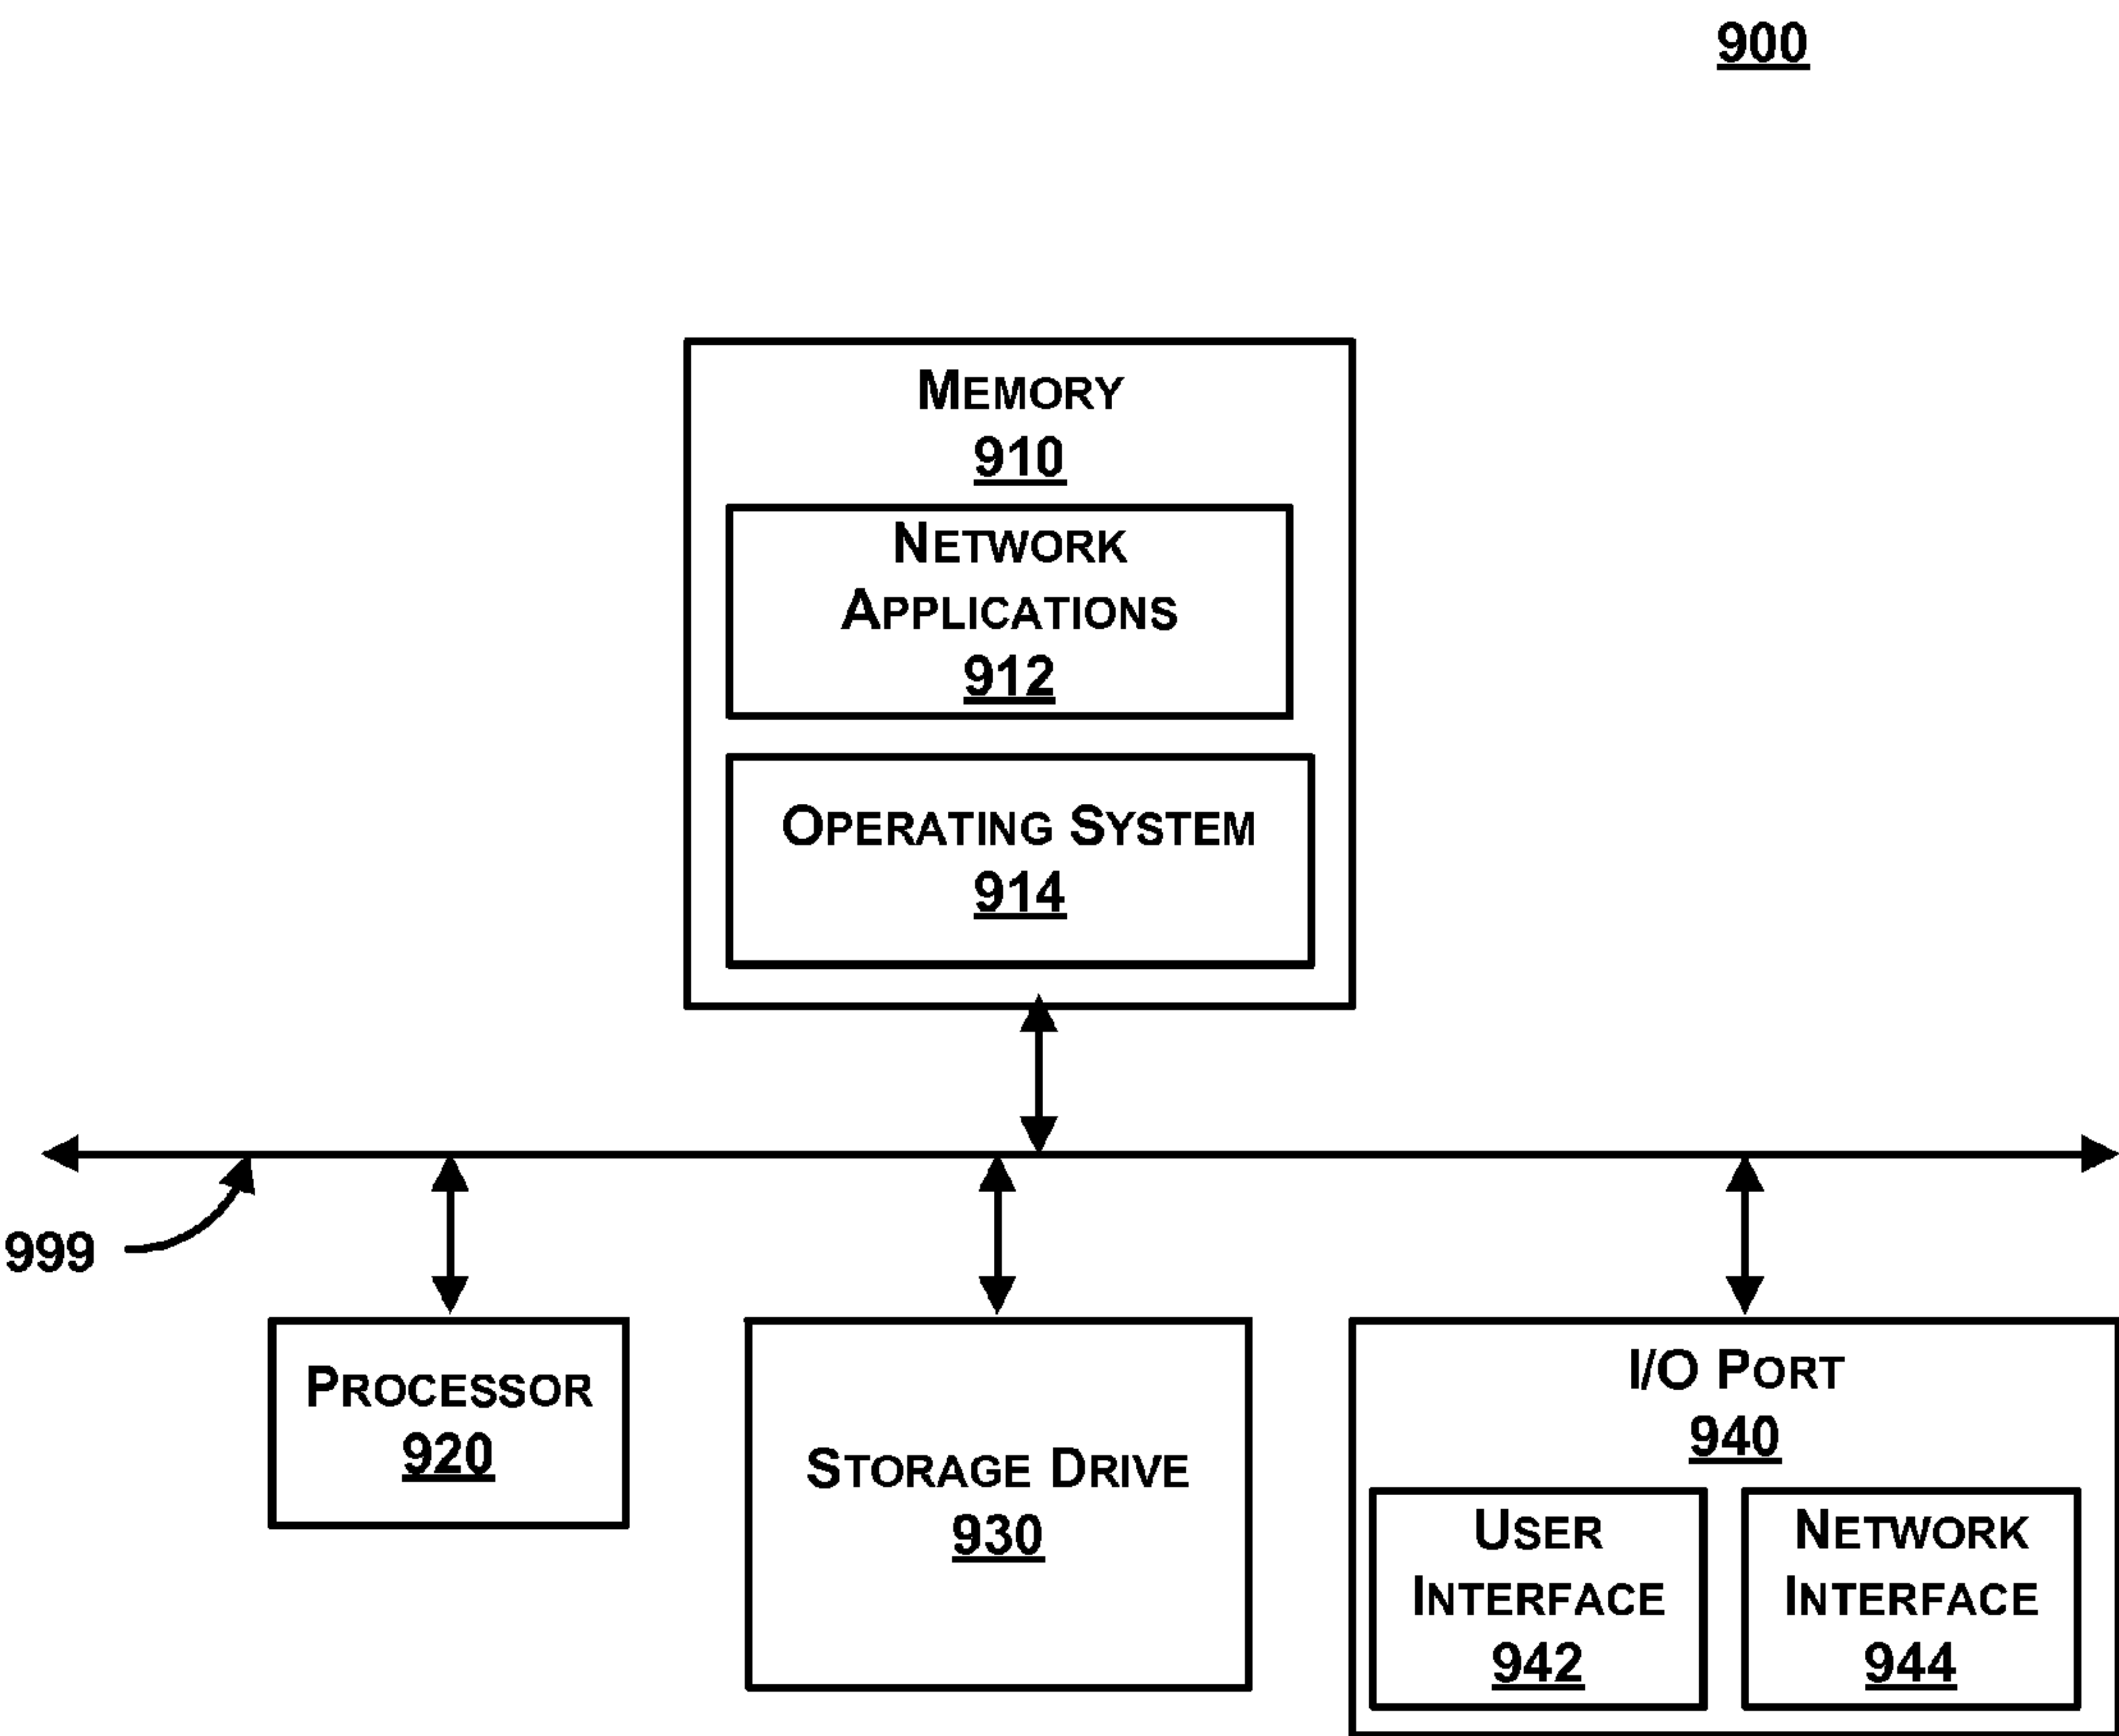 900
MEMORY
910
NETWORK
APPLICATIONS
912
OPERATING SYSTEM
914
999
PROCESSOR
920
STORAGE DRIVE
930
I/O PORT
940
USER
INTERFACE
942
NETWORK
INTERFACE
944